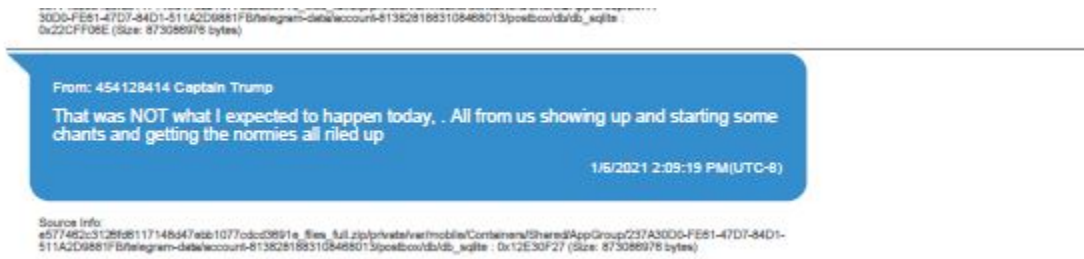 30D0-FE61-47D7-84D1-511A2D9881FB/telegram-data/account-8138281883108468013/postbox/db/db_sqlite :
0x22CFF06E (Size: 873086976 bytes)
From: 454128414 Captain Trump
That was NOT what I expected to happen today, . All from us showing up and starting some
chants and getting the normies all riled up
1/6/2021 2:09:19 PM(UTC-8)
Source Info:
files_full.zip/private/var/mobile/Containers/Shared/AppGroup/237A30D0-FE61-47D7-84D1-
511A2D9881FB/telegram-data/account-8138281883108468013/postbox/db/db_sqlite : 0x12E30F27 (Size: 873086976 bytes)